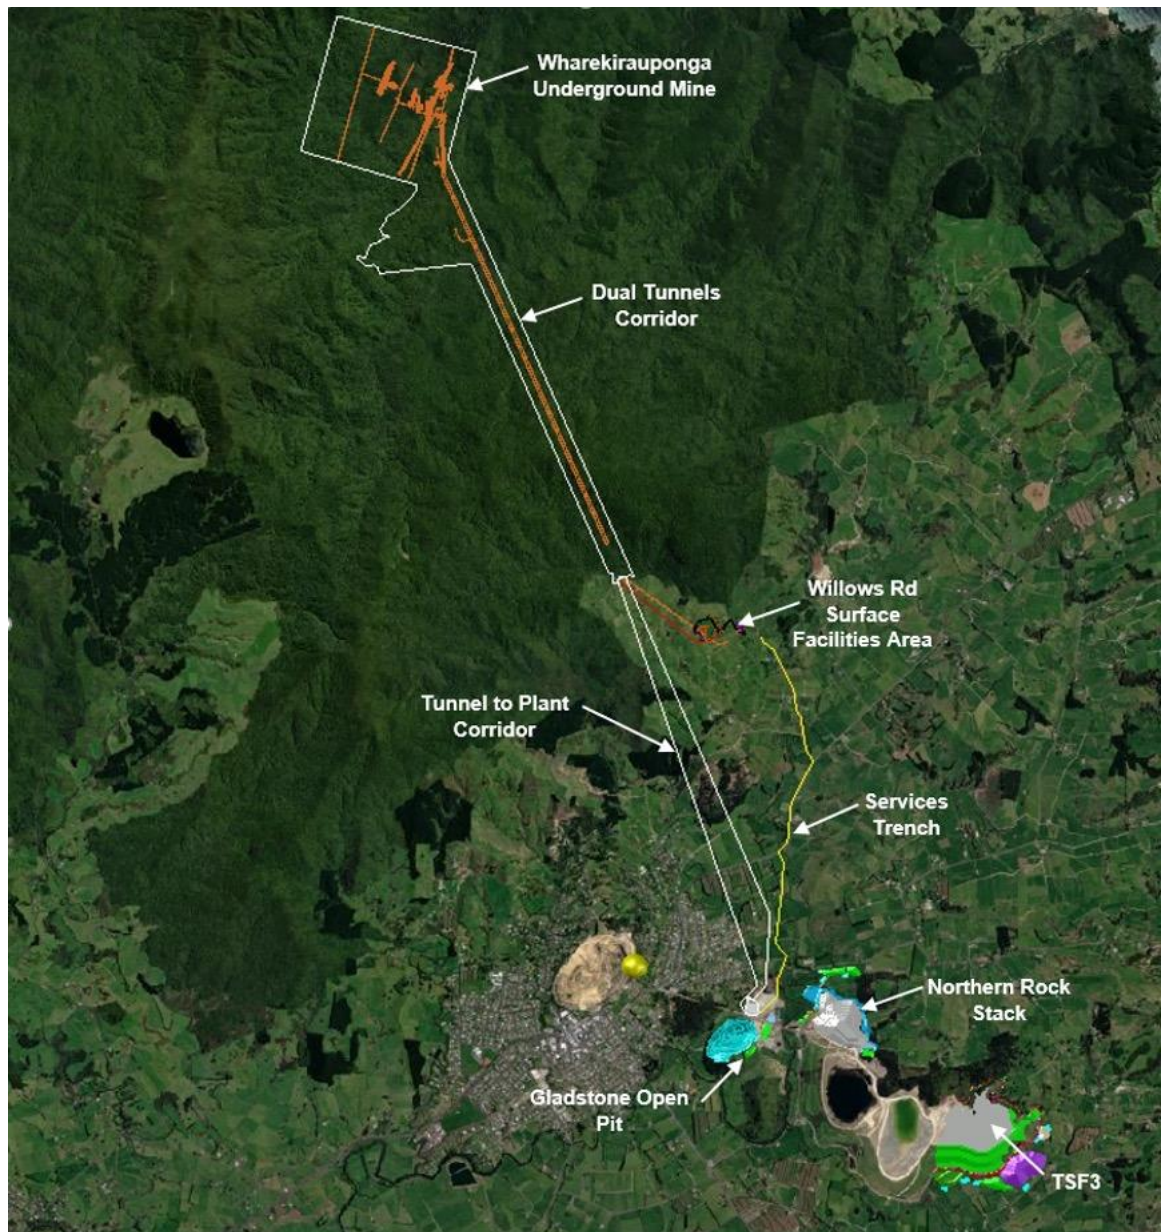 Wharekirauponga
Underground Mine
Dual Tunnels
Corridor
Willows Rd
Surface
Facilities Area
Tunnel to Plant
Corridor
Services
Trench
Northern Rock
Stack
Gladstone Open
Pit
TSF3